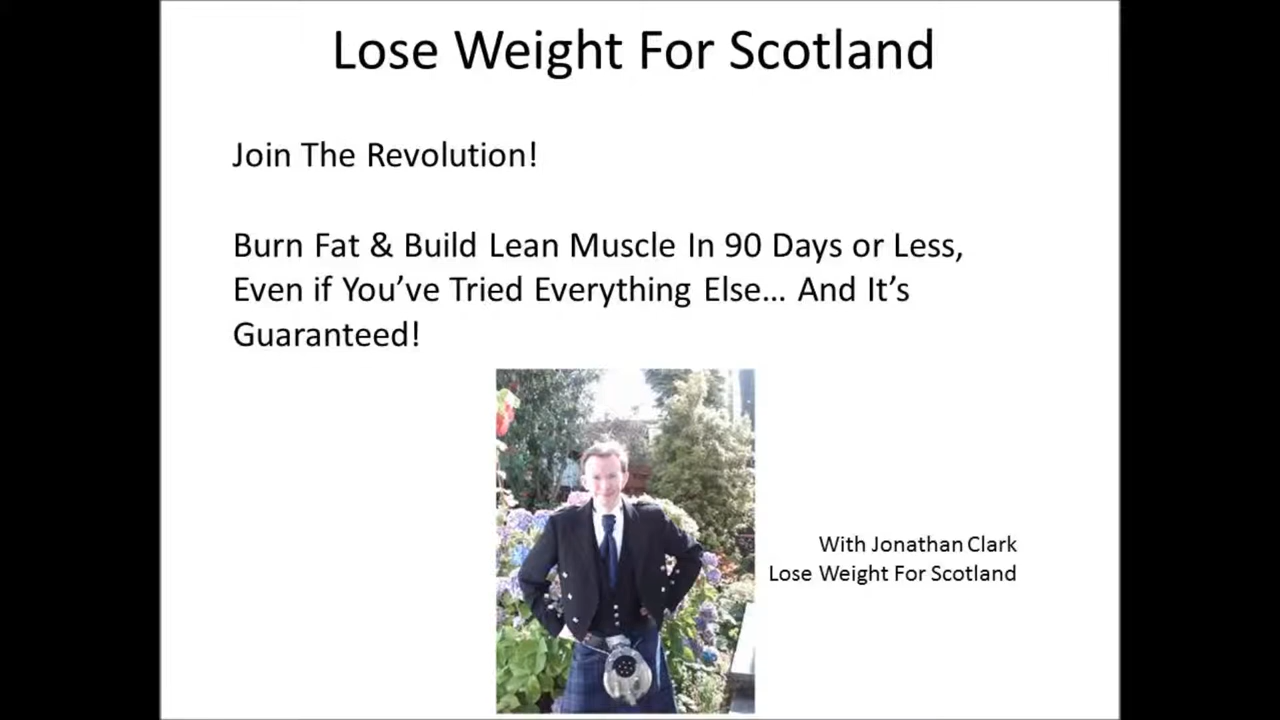 Lose Weight For Scotland
Join The Revolution!
Burn Fat & Build Lean Muscle In 90 Days or Less,
Even if You’ve Tried Everything Else… And It’s
Guaranteed!
With Jonathan Clark
Lose Weight For Scotland